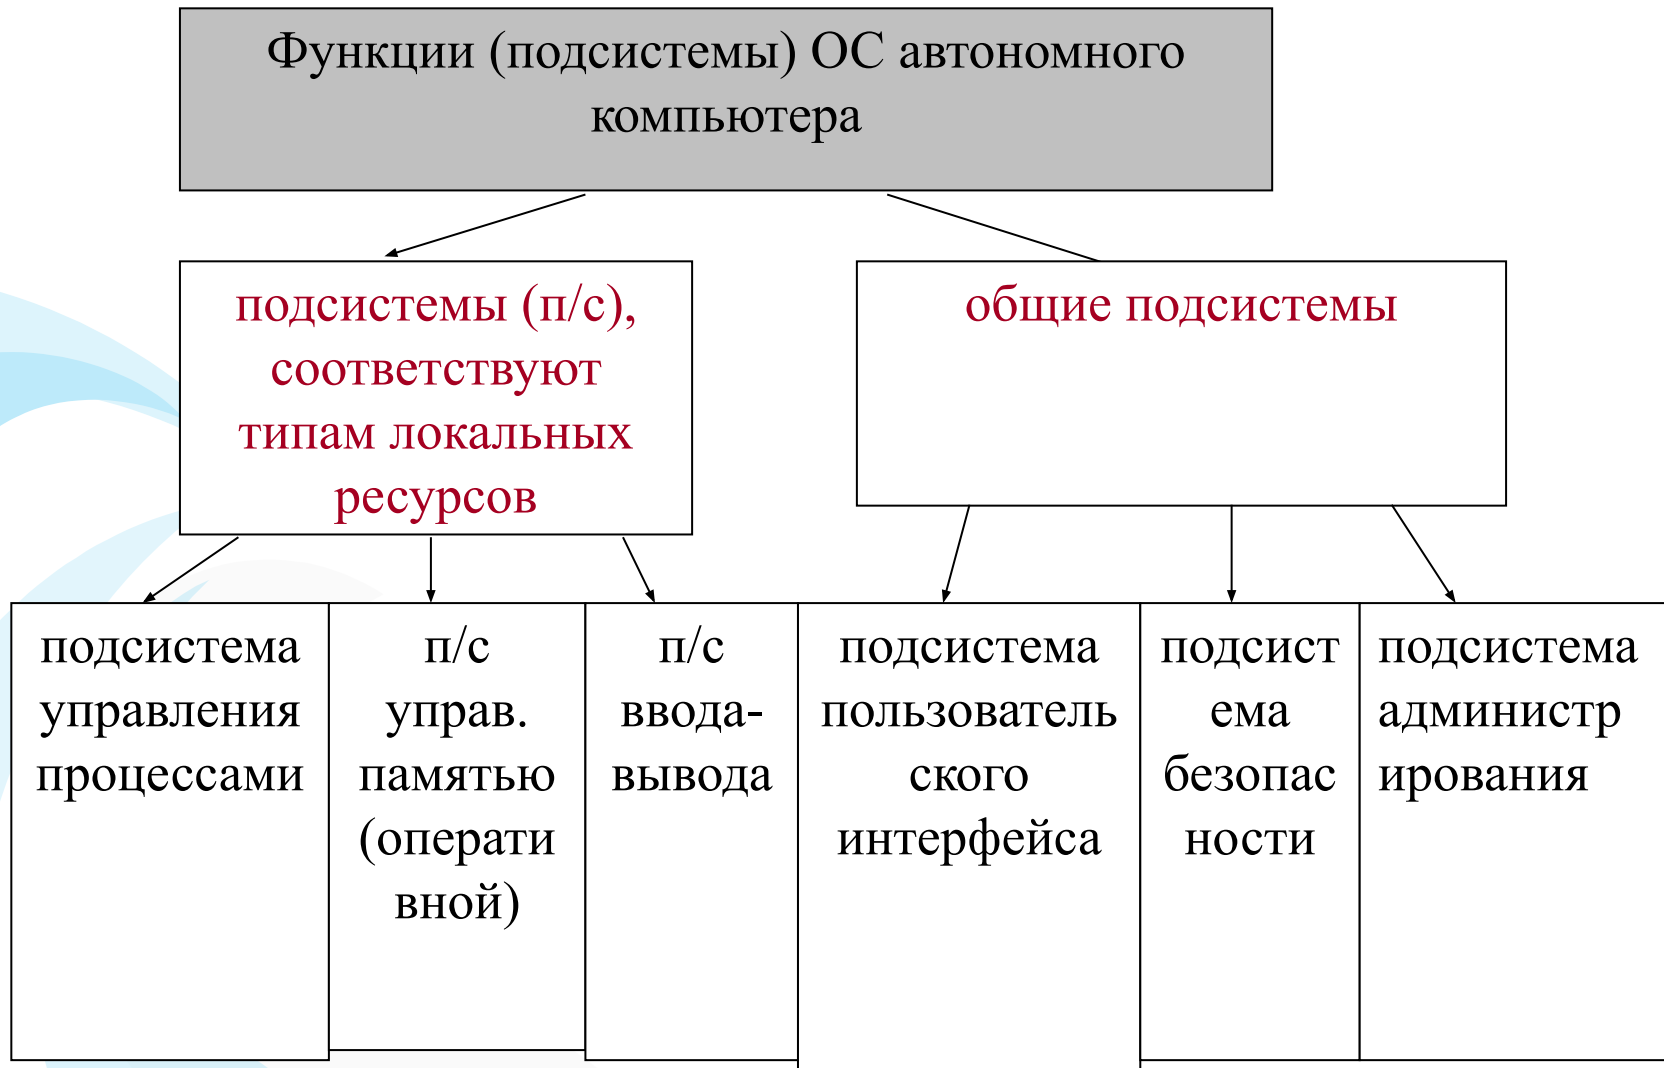 Функции (подсистемы) ОС автономного
компьютера
подсистемы (п/с),
соответствуют
типам локальных
ресурсов
общие подсистемы
подсистема
управления
процессами
п/с
управ.
памятью
(операти
вной)
п/с
ввода-
вывода
подсистема
пользователь
ского
интерфейса
подсист
ема
безопас
ности
подсистема
администр
ирования